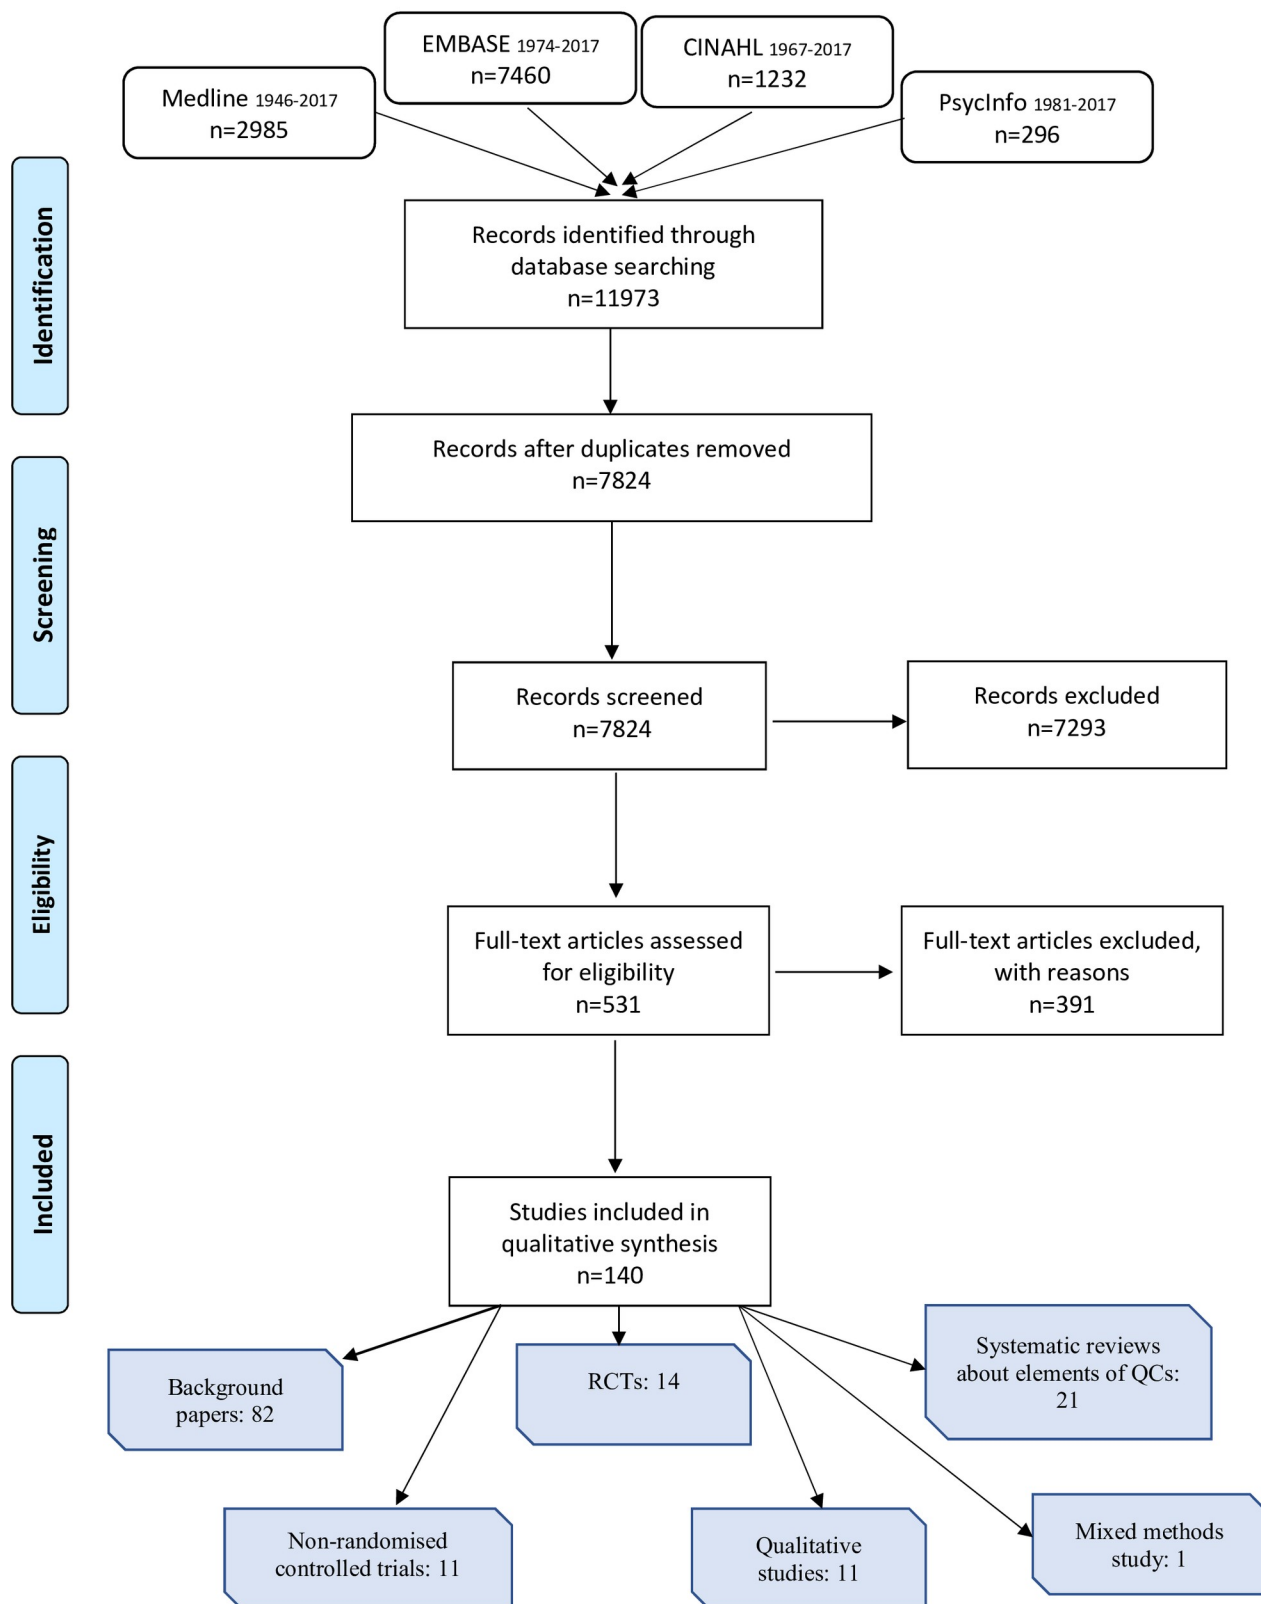 EMBASE 1974-2017
n=7460
CINAHL 1967-2017
n=1232
Medline 1946-2017
n=2985
PsycInfo 1981-2017
n=296
Identification
Records identified through
database searching
n=11973
Records after duplicates removed
n=7824
Screening
Records screened
n=7824
Records excluded
n=7293
Eligibility
Full-text articles assessed
for eligibility
n=531
Full-text articles excluded,
with reasons
n=391
Included
Studies included in
qualitative synthesis
n=140
Background
papers: 82
RCTs: 14
Systematic reviews
about elements of QCs:
21
Non-randomised
controlled trials: 11
Qualitative
studies: 11
Mixed methods
study: 1